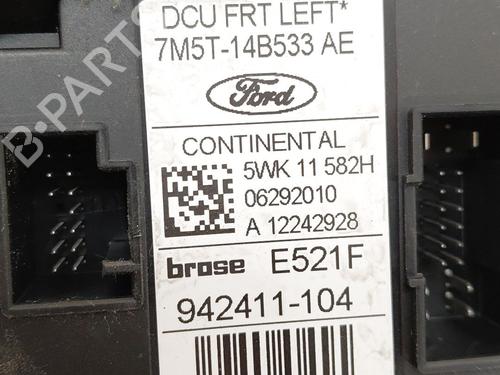 DCU FRT LEFT*
7M5T-14B533 AE
Ford
CONTINENTAL
5WK 11 582H
06292010
A 12242928
brose E521F
942411-104